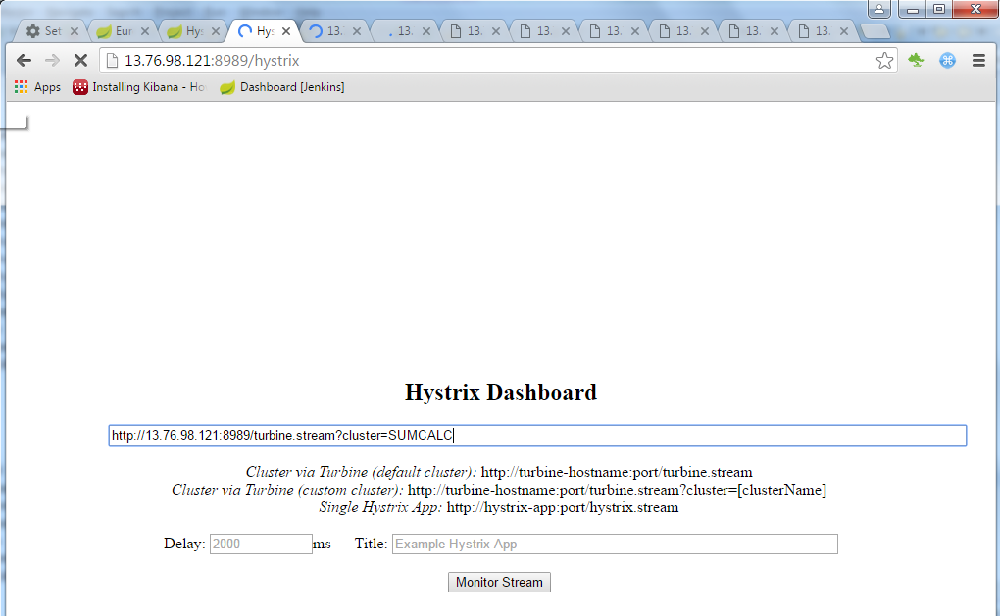 Set
Eur
Hys
Hys
13.
13.
13.
13.
13.
13.
13.
13.
13.76.98.121:8989/hystrix
Apps Installing Kibana - Ho Dashboard [Jenkins]
Hystrix Dashboard
http://13.76.98.121:8989/turbine.stream?cluster=SUMCALC
Cluster via Turbine (default cluster): http://turbine-hostname:port/turbine.stream
Cluster via Turbine (custom cluster): http://turbine-hostname:port/turbine.stream?cluster=[clusterName]
Single Hystrix App: http://hystrix-app:port/hystrix.stream
Delay: 2000 ms Title: Example Hystrix App
Monitor Stream